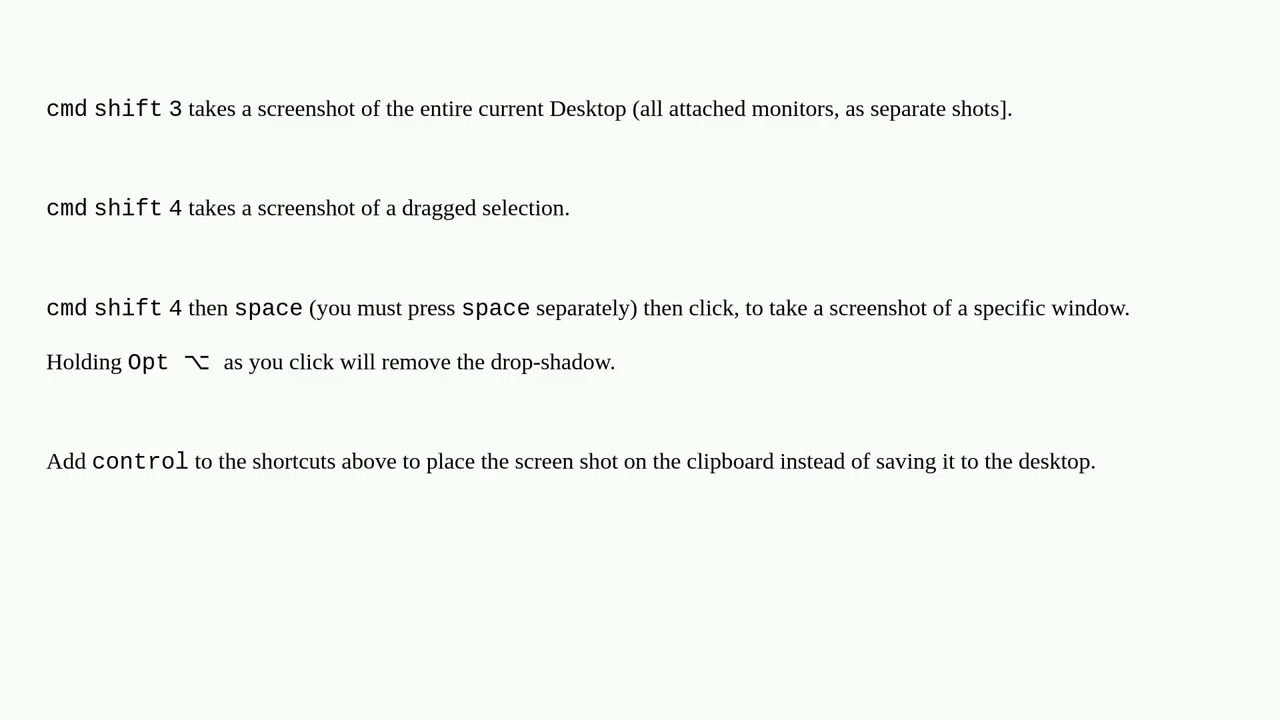 cmd shift 3 takes a screenshot of the entire current Desktop (all attached monitors, as separate shots].
cmd shift 4 takes a screenshot of a dragged selection.
cmd shift 4 then space (you must press space separately) then click, to take a screenshot of a specific window.
Holding Opt ⌥ as you click will remove the drop-shadow.
Add control to the shortcuts above to place the screen shot on the clipboard instead of saving it to the desktop.